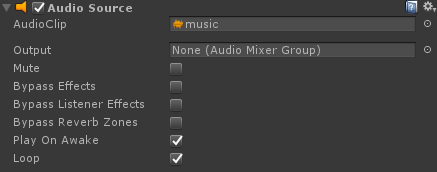 Audio Source
AudioClip music
Output None (Audio Mixer Group)
Mute
Bypass Effects
Bypass Listener Effects
Bypass Reverb Zones
Play On Awake
Loop